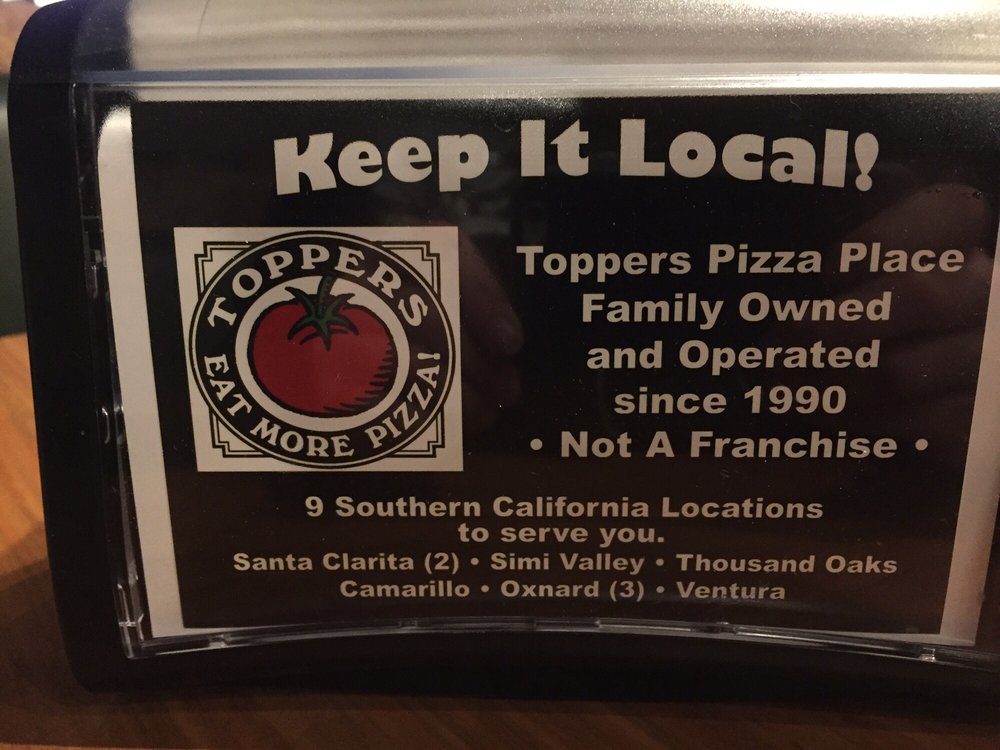 Keep It Local!
TOPPERS
EAT MORE PIZZA!
Toppers Pizza Place
Family Owned
and Operated
since 1990
• Not A Franchise •
9 Southern California Locations
to serve you.
Santa Clarita (2) • Simi Valley • Thousand Oaks
Camarillo • Oxnard (3) • Ventura